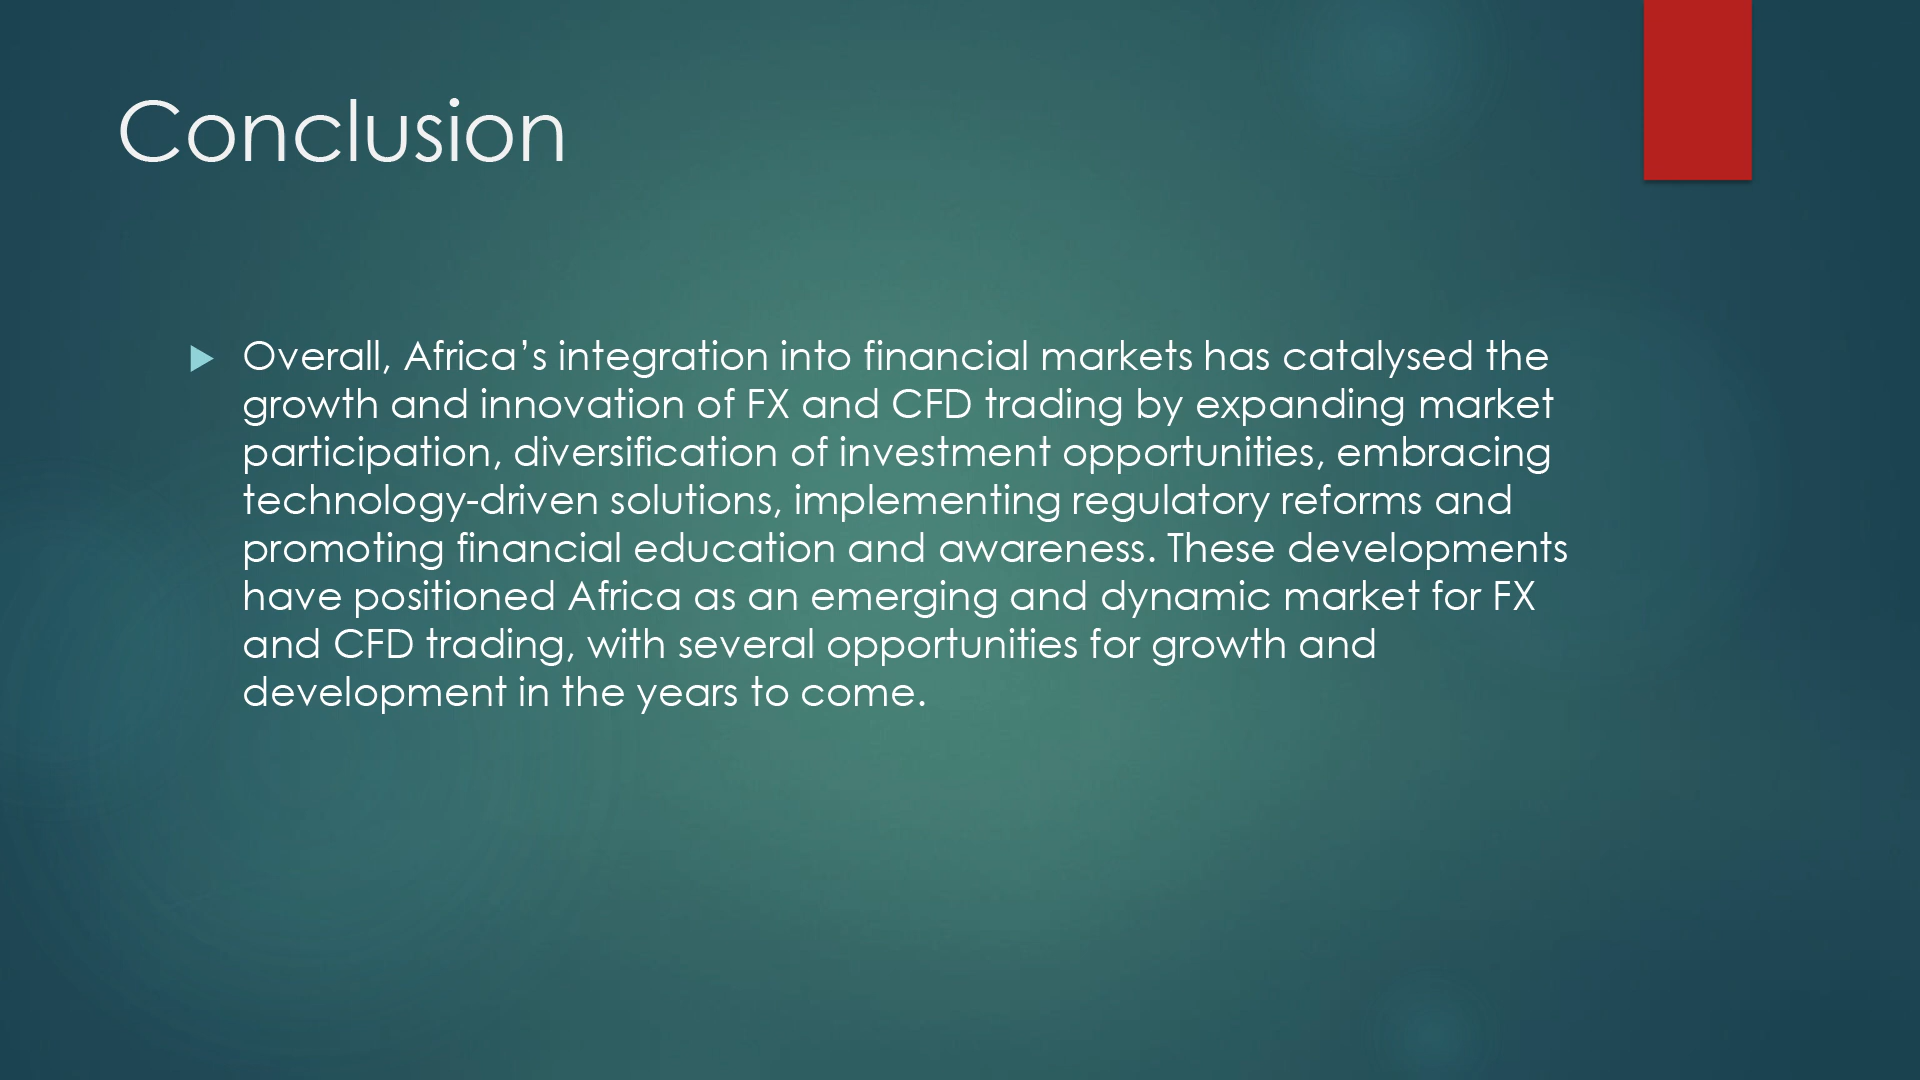 Conclusion
Overall, Africa’s integration into financial markets has catalysed the
growth and innovation of FX and CFD trading by expanding market
participation, diversification of investment opportunities, embracing
technology-driven solutions, implementing regulatory reforms and
promoting financial education and awareness. These developments
have positioned Africa as an emerging and dynamic market for FX
and CFD trading, with several opportunities for growth and
development in the years to come.